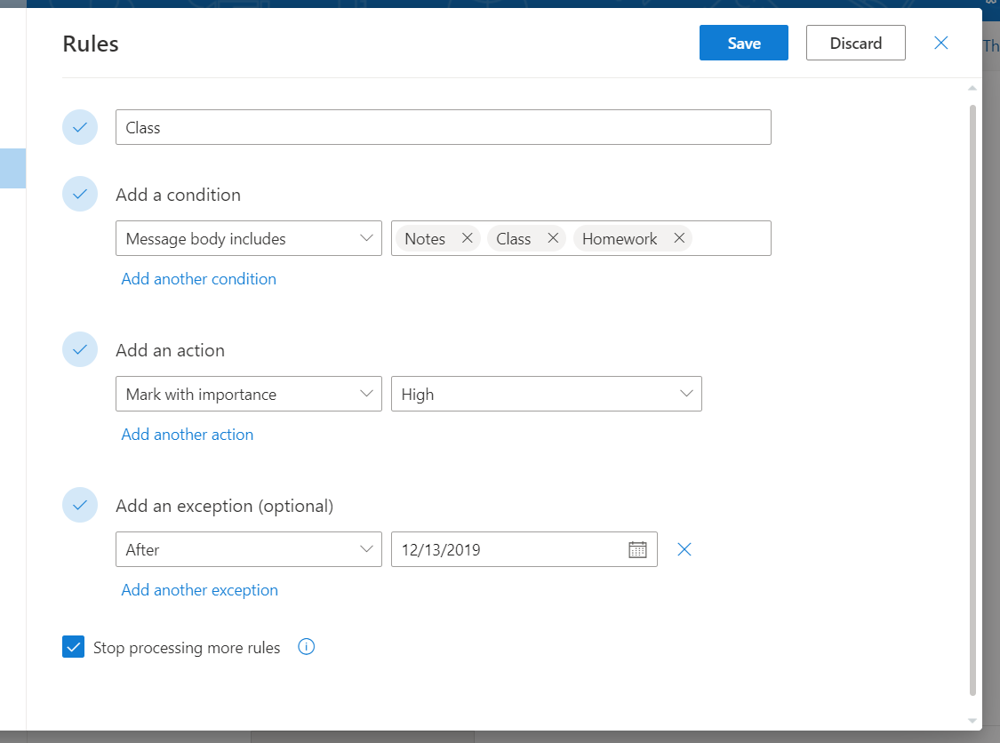 Rules
Save
Discard
Th
Class
Add a condition
Message body includes
Notes Class Homework
Add another condition
Add an action
Mark with importance
High
Add another action
Add an exception (optional)
After
12/13/2019
Add another exception
Stop processing more rules